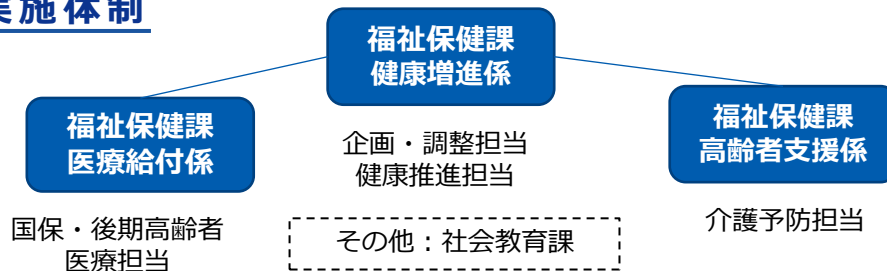 実施体制
福祉保健課
健康増進係
福祉保健課
医療給付係
福祉保健課
高齢者支援係
企画・調整担当
健康推進担当
国保・後期高齢者
医療担当
介護予防担当
その他：社会教育課